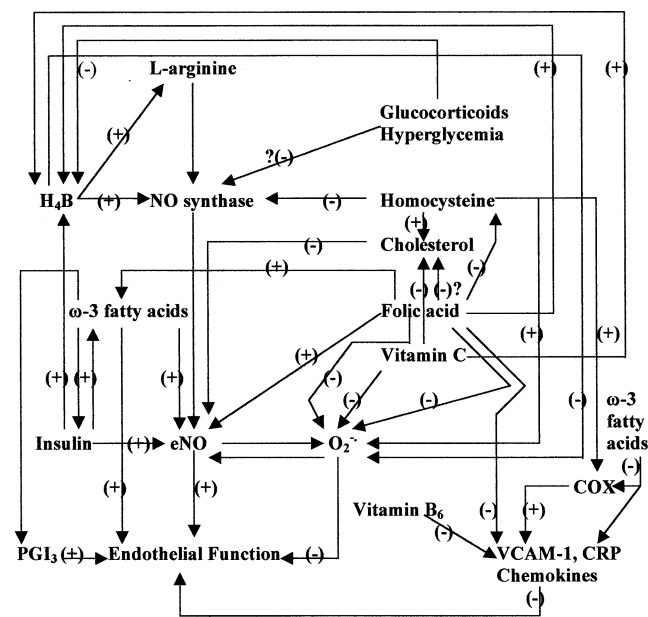 (-)
(+)
(+)
L-arginine
Glucocorticoids
Hyperglycemia
(+)
?(-)
H₄B
(+)
NO synthase
(-)
Homocysteine
(+)
(-)
Cholesterol
(+)
(-)
(-)
(-)?
ω-3 fatty acids
Folic acid
(+)
(+)
(+)
Vitamin C
(+)
(+)
(+)
(-)
(-)
(-)
(-)
ω-3
fatty
acids
Insulin
(+)
eNO
O₂⁻·
(-)
(+)
(+)
COX
Vitamin B₆
(-)
(+)
(-)
PGI₃
(±)
Endothelial Function
(-)
VCAM-1, CRP
Chemokines
(-)